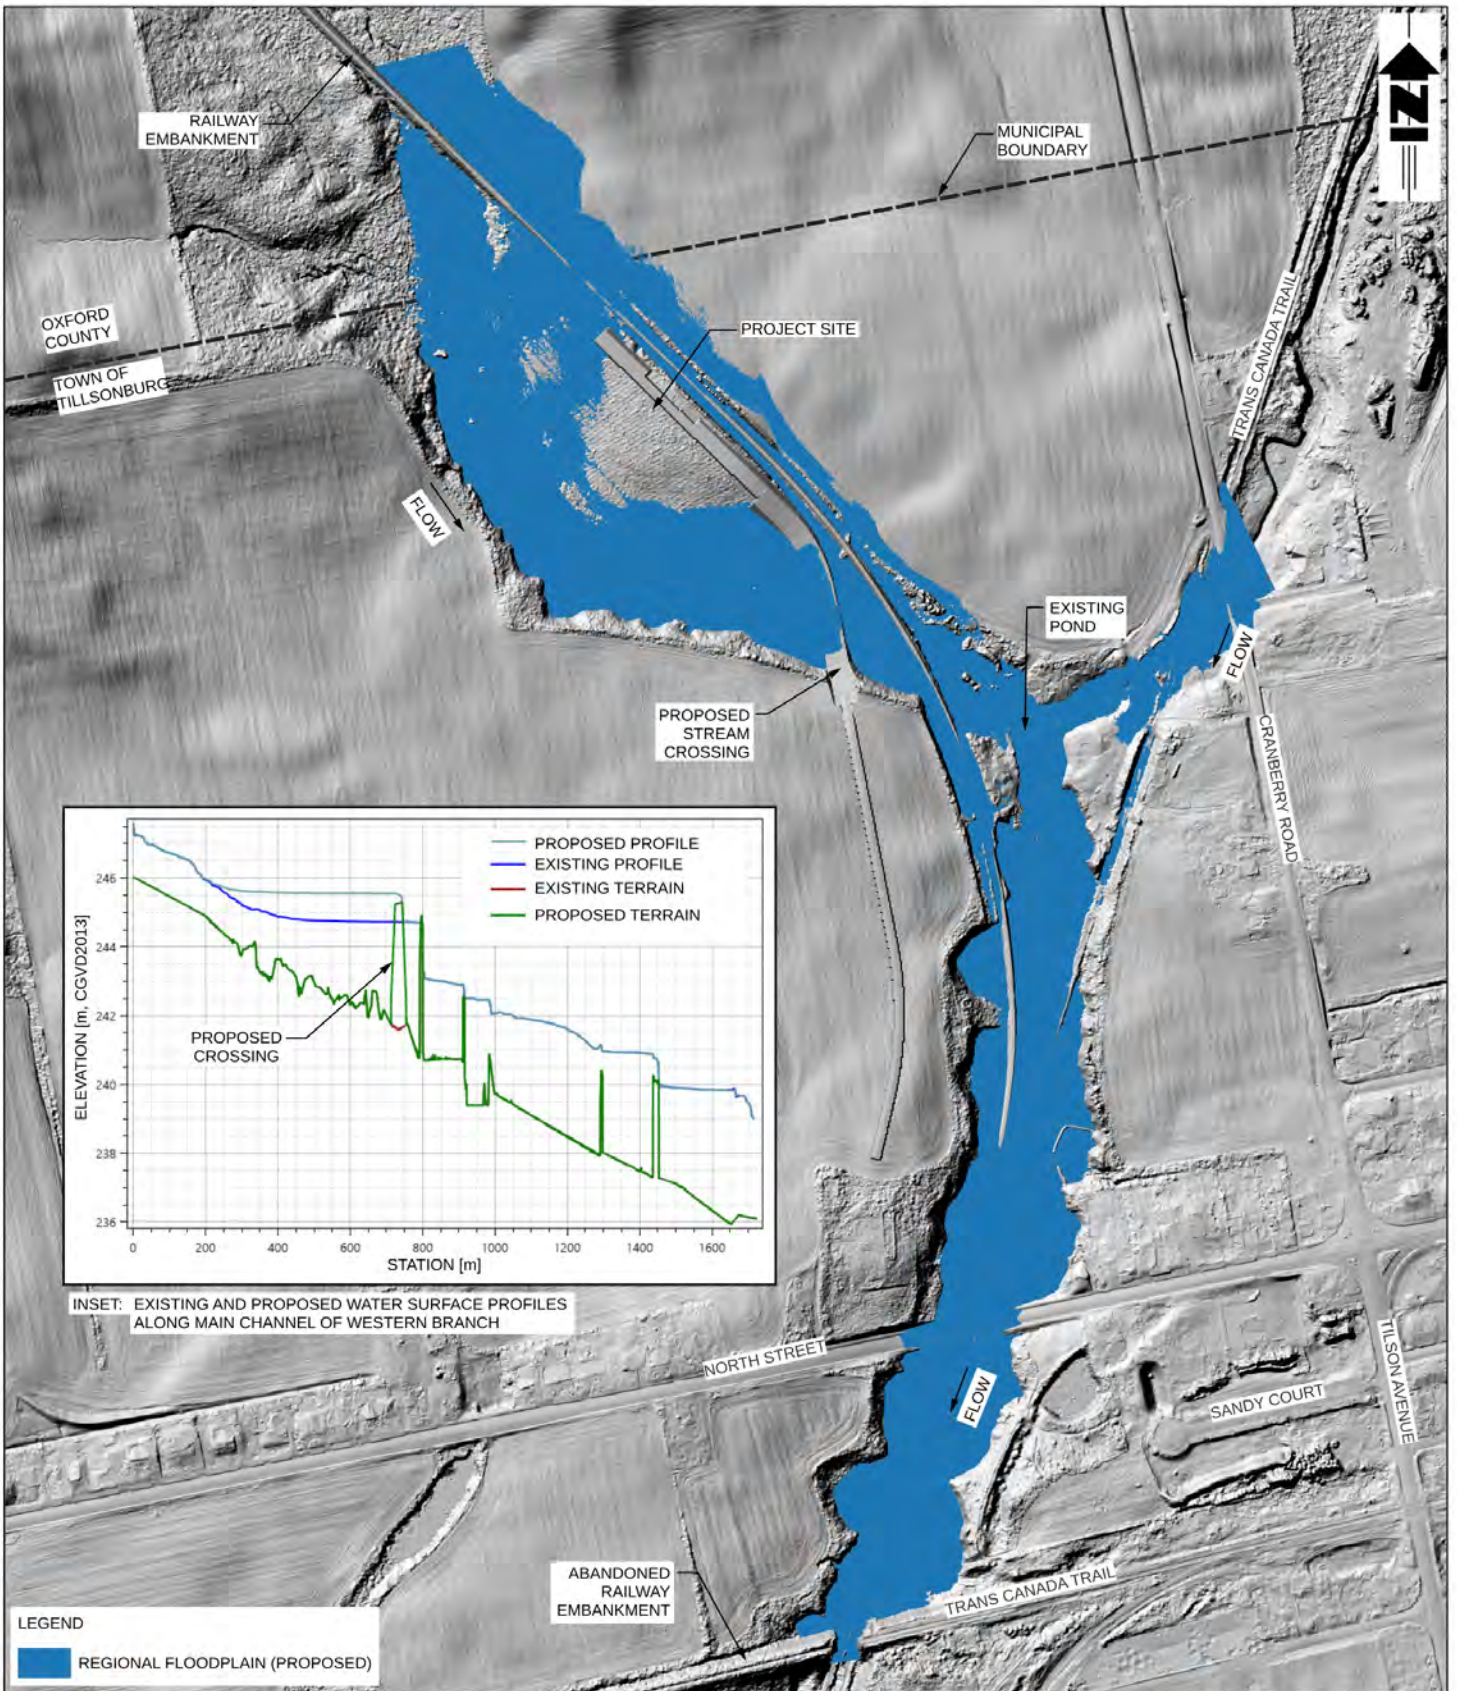 N
RAILWAY
EMBANKMENT
MUNICIPAL
BOUNDARY
TRANS CANADA TRAIL
OXFORD
COUNTY
TOWN OF
TILLSONBURG
PROJECT SITE
FLOW
EXISTING
POND
FLOW
PROPOSED
STREAM
CROSSING
CRANBERRY ROAD
ELEVATION [m, CGVD2013]
246
244
242
240
238
236
PROPOSED PROFILE
EXISTING PROFILE
EXISTING TERRAIN
PROPOSED TERRAIN
PROPOSED
CROSSING
0 200 400 600 800 1000 1200 1400 1600
STATION [m]
INSET: EXISTING AND PROPOSED WATER SURFACE PROFILES
ALONG MAIN CHANNEL OF WESTERN BRANCH
NORTH STREET
FLOW
SANDY COURT
TILSON AVENUE
ABANDONED
RAILWAY
EMBANKMENT
TRANS CANADA TRAIL
LEGEND
REGIONAL FLOODPLAIN (PROPOSED)